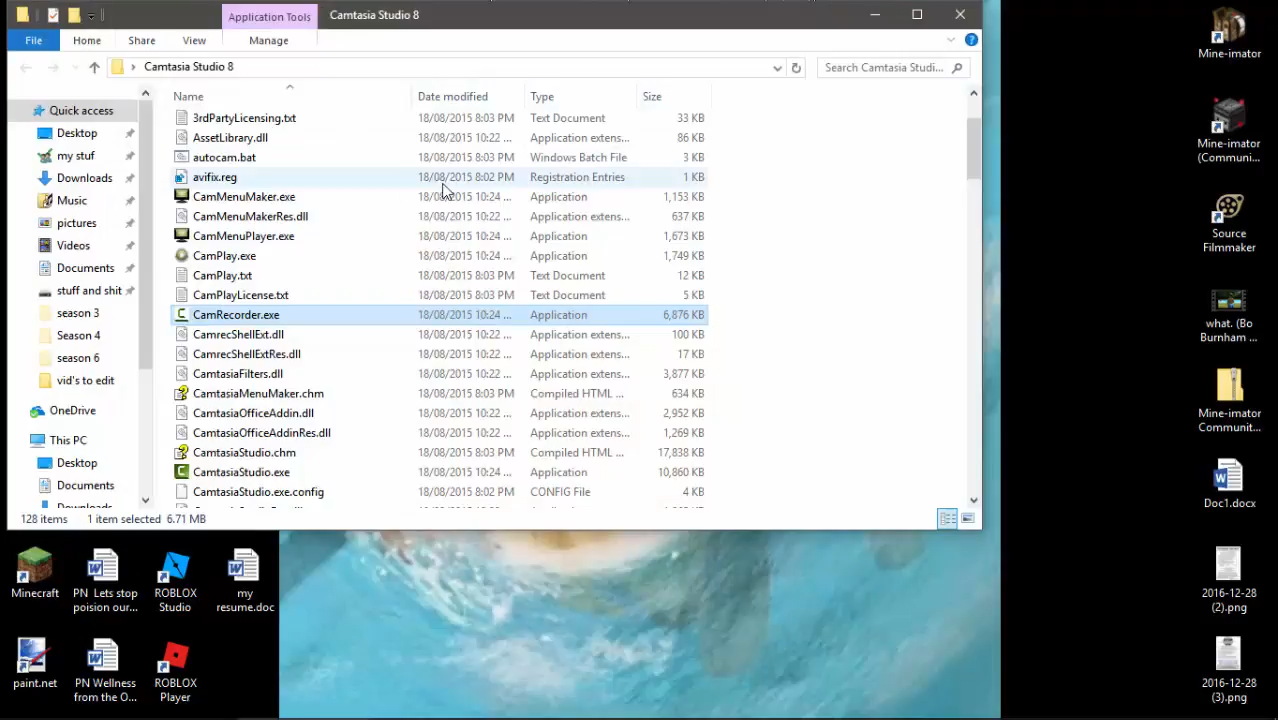 Application Tools
Camtasia Studio 8
File
Home
Share
View
Manage
Camtasia Studio 8
Search Camtasia Studi...
Name
Date modified
Type
Size
3rdPartyLicensing.txt 18/08/2015 8:03 PM Text Document 33 KB
AssetLibrary.dll 18/08/2015 10:22 ... Application extens... 86 KB
autocam.bat 18/08/2015 8:03 PM Windows Batch File 3 KB
avifix.reg 18/08/2015 8:02 PM Registration Entries 1 KB
CamMenuMaker.exe 18/08/2015 10:24 ... Application 1,153 KB
CamMenuMakerRes.dll 18/08/2015 10:22 ... Application extens... 637 KB
CamMenuPlayer.exe 18/08/2015 10:24 ... Application 1,673 KB
CamPlay.exe 18/08/2015 10:24 ... Application 1,749 KB
CamPlay.txt 18/08/2015 8:03 PM Text Document 12 KB
CamPlayLicense.txt 18/08/2015 8:03 PM Text Document 5 KB
CamRecorder.exe 18/08/2015 10:24 ... Application 6,876 KB
CamrecShellExt.dll 18/08/2015 10:22 ... Application extens... 100 KB
CamrecShellExtRes.dll 18/08/2015 10:22 ... Application extens... 17 KB
CamtasiaFilters.dll 18/08/2015 10:22 ... Application extens... 3,877 KB
CamtasiaMenuMaker.chm 18/08/2015 8:03 PM Compiled HTML ... 634 KB
CamtasiaOfficeAddin.dll 18/08/2015 10:22 ... Application extens... 2,952 KB
CamtasiaOfficeAddinRes.dll 18/08/2015 10:22 ... Application extens... 1,269 KB
CamtasiaStudio.chm 18/08/2015 8:03 PM Compiled HTML ... 17,838 KB
CamtasiaStudio.exe 18/08/2015 10:24 ... Application 10,860 KB
CamtasiaStudio.exe.config 18/08/2015 8:02 PM CONFIG File 4 KB
Quick access
Desktop
my stuff
Downloads
Music
pictures
Videos
Documents
stuff and shit
season 3
Season 4
season 6
vid's to edit
OneDrive
This PC
Desktop
Documents
Downloads
128 items
1 item selected 6.71 MB
Mine-imator
Mine-imator
(Communi...
Source
Filmmaker
what. (Bo
Burnham ...
Mine-imator
Communit...
Doc1.docx
2016-12-28
(2).png
2016-12-28
(3).png
Minecraft
PN Lets stop
poision our...
ROBLOX
Studio
my
resume.doc
paint.net
PN Wellness
from the O...
ROBLOX
Player